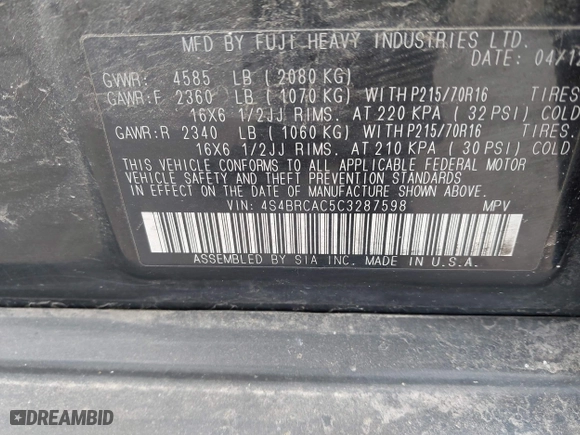 MFD BY FUJI HEAVY INDUSTRIES LTD.
DATE: 04/12
GVWR: 4585 LB (2080 KG)
GAWR:F 2360 LB (1070 KG) WITH P215/70R16 TIRES
16X6 1/2JJ RIMS. AT 220 KPA (32 PSI) COLD
GAWR:R 2340 LB (1060 KG) WITH P215/70R16 TIRES.
16X6 1/2JJ RIMS. AT 210 KPA (30 PSI) COLD.
THIS VEHICLE CONFORMS TO ALL APPLICABLE FEDERAL MOTOR
VEHICLE SAFETY AND THEFT PREVENTION STANDARDS
IN EFFECT ON THE DATE OF MANUFACTURE SHOWN ABOVE.
VIN: 4S4BRCAC5C3287598 MPV
ASSEMBLED BY SIA INC. MADE IN U.S.A.
DREAMBID